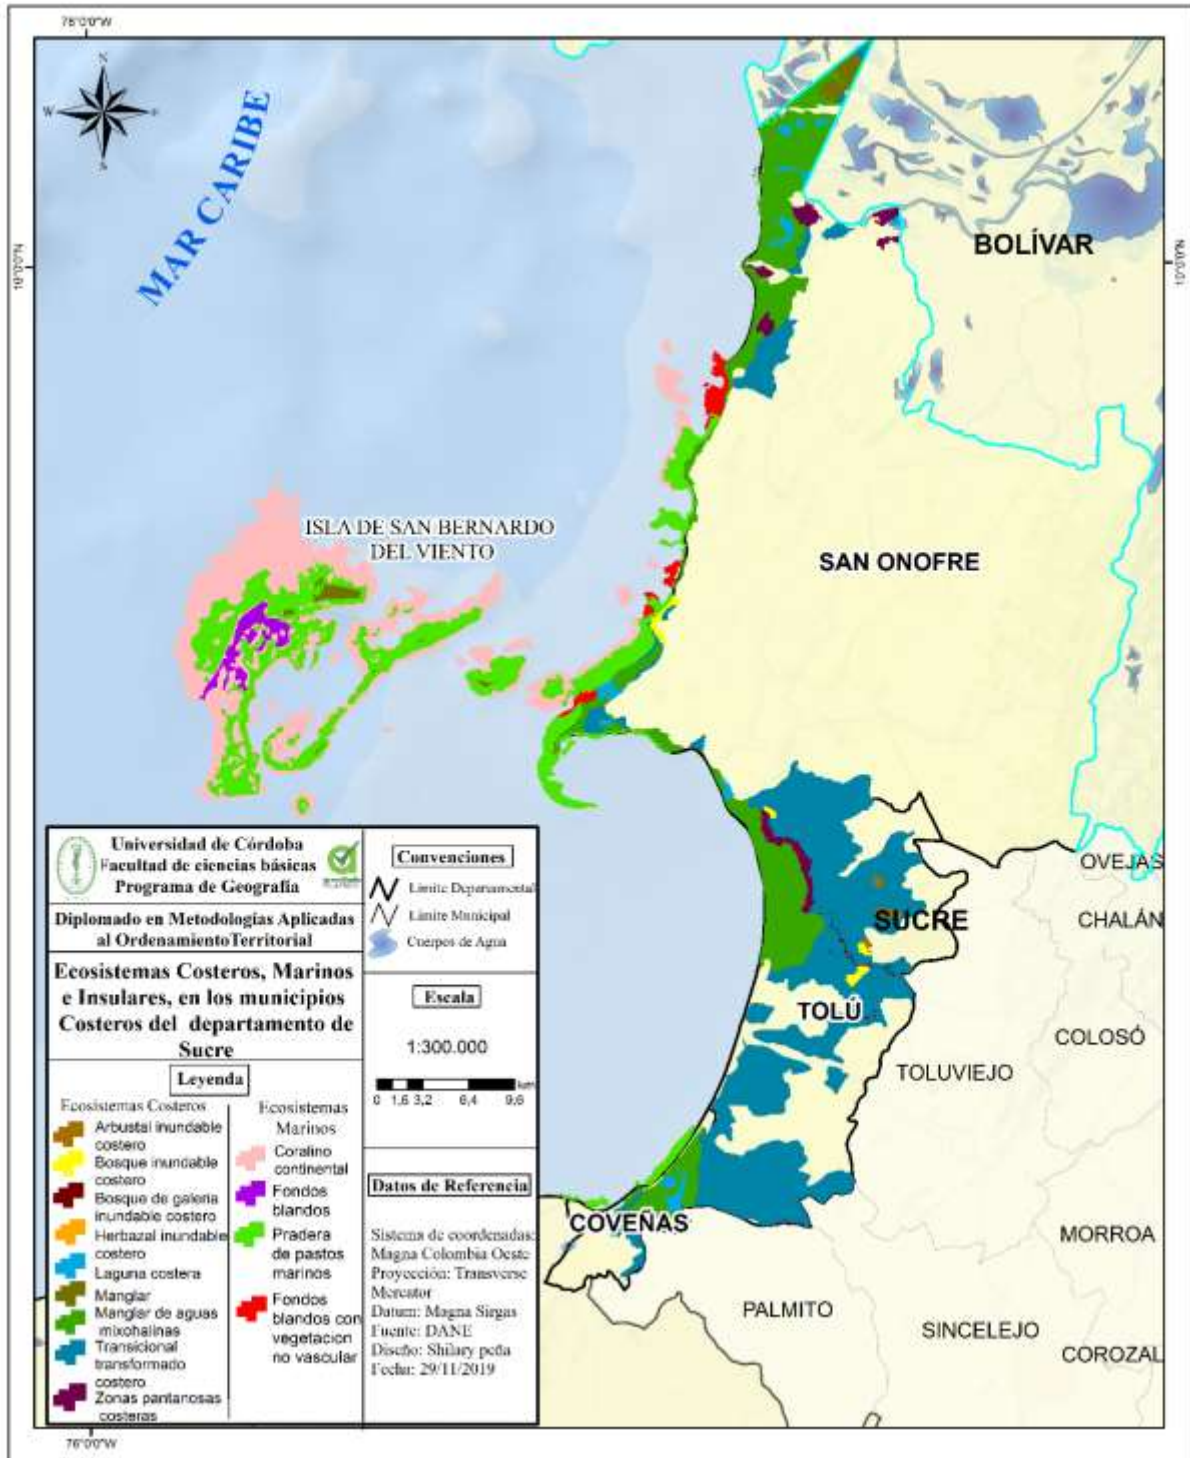 76°0'0"W
N
W
E
S
MAR CARIBE
10°0'0"N
10°0'0"N
BOLÍVAR
ISLA DE SAN BERNARDO
DEL VIENTO
SAN ONOFRE
OVEJAS
CHALÁN
SUCRE
TOLÚ
COLOSÓ
TOLUVIEJO
COVEÑAS
MORROA
PALMITO
SINCELEJO
COROZAL
Universidad de Córdoba
Facultad de ciencias básicas
Programa de Geografía
Diplomado en Metodologías Aplicadas
al OrdenamientoTerritorial
Ecosistemas Costeros, Marinos
e Insulares, en los municipios
Costeros del departamento de
Sucre
Leyenda
Ecosistemas Costeros
Arbustal inundable
costero
Bosque inundable
costero
Bosque de galeria
inundable costero
Herbazal inundable
costero
Laguna costera
Manglar
Manglar de aguas
mixohalinas
Transicional
transformado
costero
Zonas pantanosas
costeras
Ecosistemas
Marinos
Coralino
continental
Fondos
blandos
Pradera
de pastos
marinos
Fondos
blandos con
vegetacion
no vascular
Convenciones
Límite Departamental
Límite Municipal
Cuerpos de Agua
Escala
1:300.000
0 1,6 3,2 6,4 9,6 km
Datos de Referencia
Sistema de coordenadas:
Magna Colombia Oeste
Proyección: Transverse
Mercator
Datum: Magna Sirgas
Fuente: DANE
Diseño: Shilary peña
Fecha: 29/11/2019
76°0'0"W